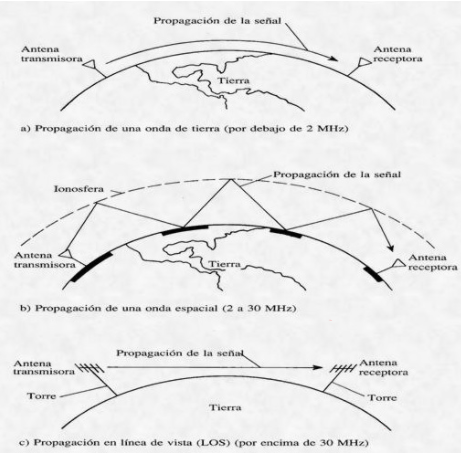 Propagación de la señal
Antena
transmisora
Antena
receptora
Tierra
a) Propagación de una onda de tierra (por debajo de 2 MHz)
Propagación de la señal
Ionosfera
Antena
transmisora
Tierra
Antena
receptora
b) Propagación de una onda espacial (2 a 30 MHz)
Propagación de la señal
Antena
transmisora
Antena
receptora
Torre
Torre
Tierra
c) Propagación en línea de vista (LOS) (por encima de 30 MHz)